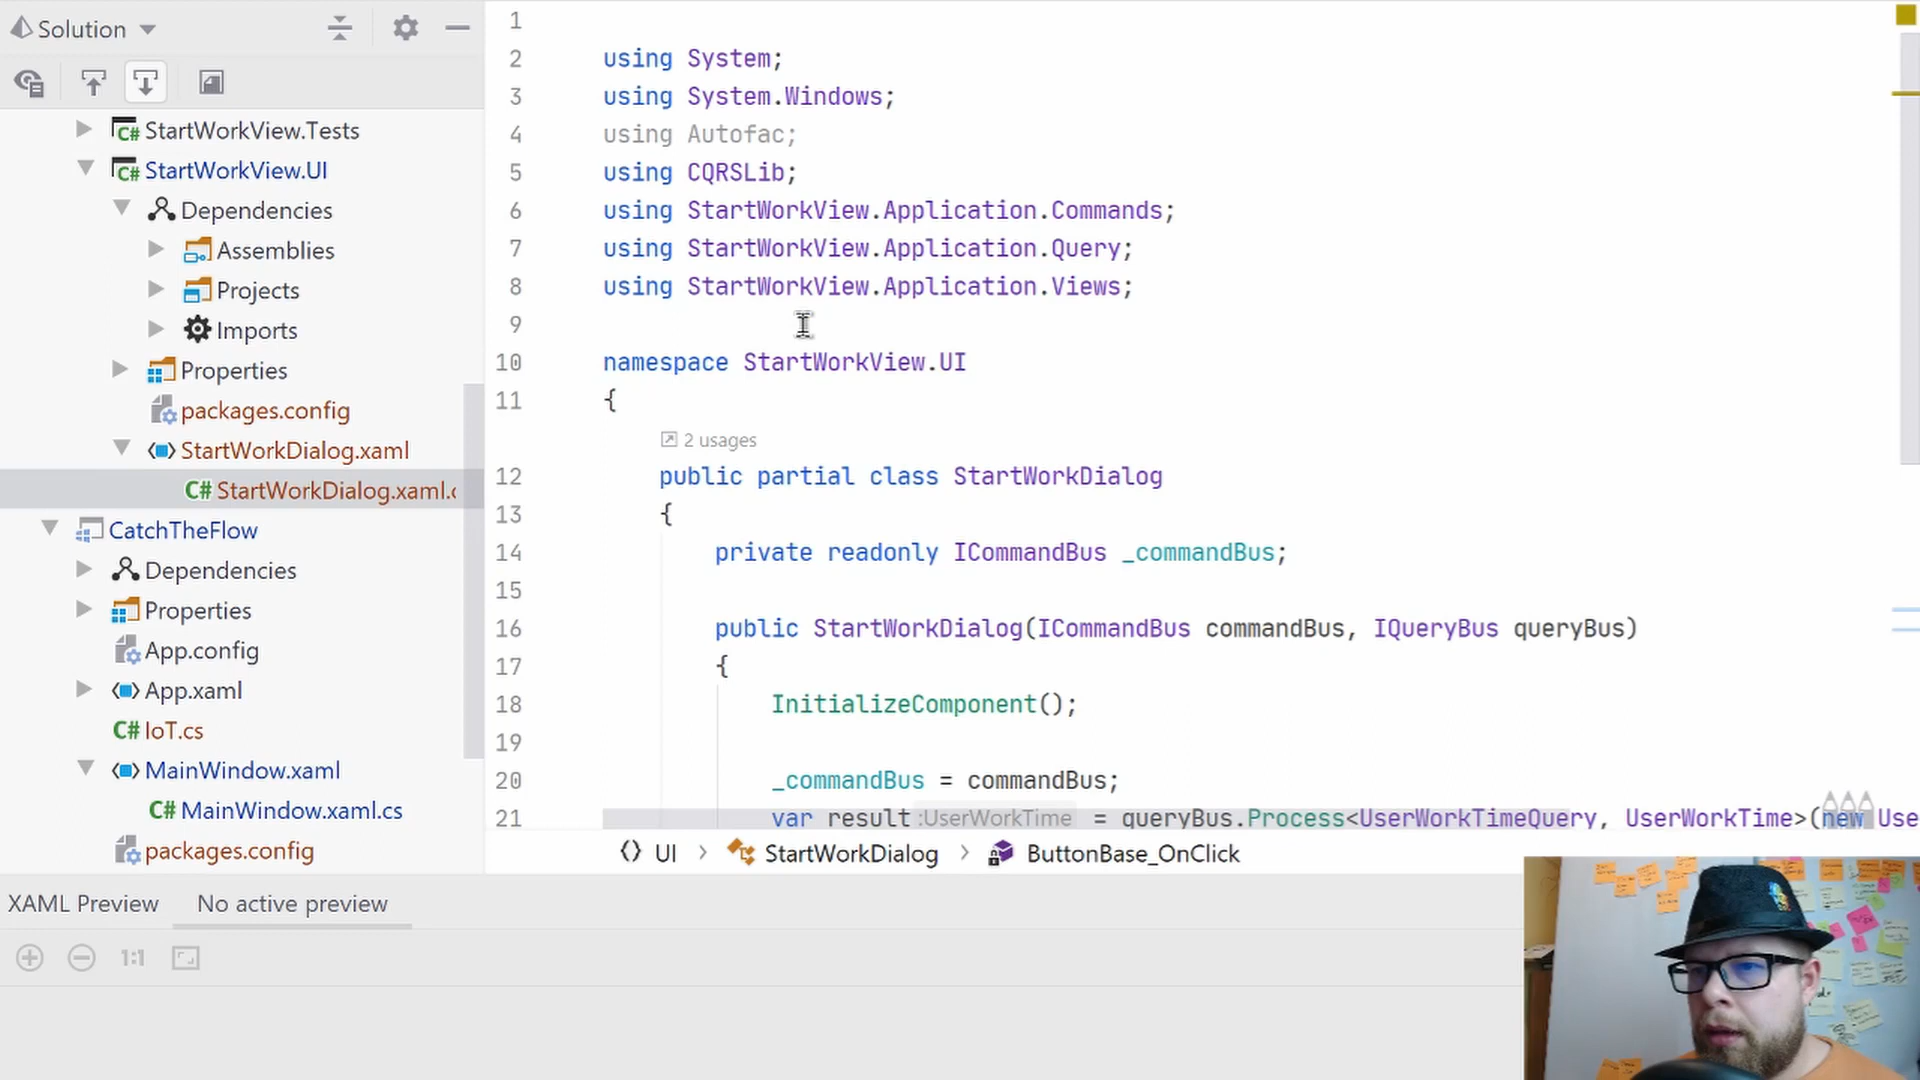 Solution
StartWorkView.Tests
StartWorkView.UI
Dependencies
Assemblies
Projects
Imports
Properties
packages.config
StartWorkDialog.xaml
C# StartWorkDialog.xaml.c
CatchTheFlow
Dependencies
Properties
App.config
App.xaml
C# IoT.cs
MainWindow.xaml
C# MainWindow.xaml.cs
packages.config
1
2 using System;
3 using System.Windows;
4 using Autofac;
5 using CQRSLib;
6 using StartWorkView.Application.Commands;
7 using StartWorkView.Application.Query;
8 using StartWorkView.Application.Views;
9
10 namespace StartWorkView.UI
11 {
2 usages
12 public partial class StartWorkDialog
13 {
14 private readonly ICommandBus _commandBus;
15
16 public StartWorkDialog(ICommandBus commandBus, IQueryBus queryBus)
17 {
18 InitializeComponent();
19
20 _commandBus = commandBus;
21 var result :UserWorkTime = queryBus.Process<UserWorkTimeQuery, UserWorkTime>(new Use
UI > StartWorkDialog > ButtonBase_OnClick
XAML Preview No active preview
1:1